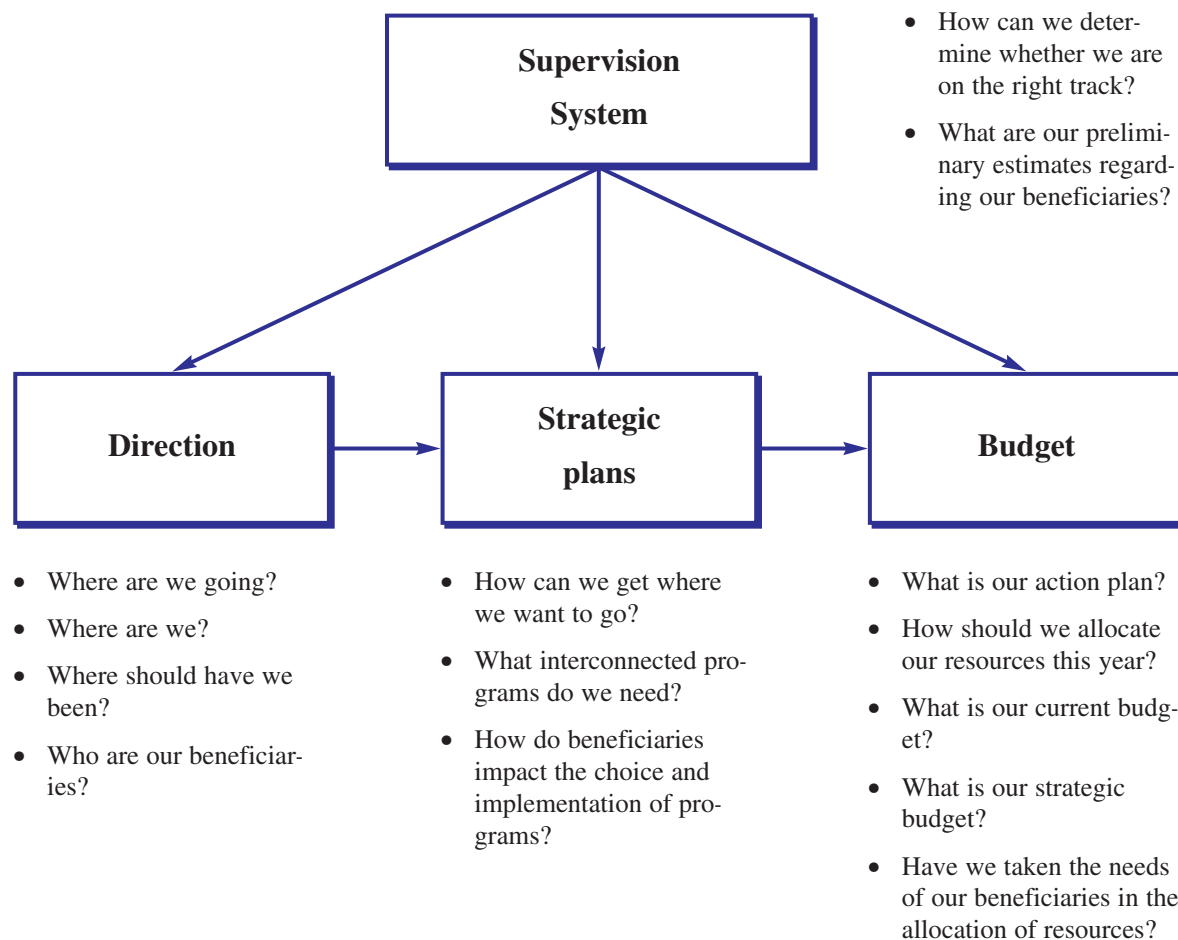 Supervision
System
• How can we deter-
mine whether we are
on the right track?
• What are our prelimi-
nary estimates regard-
ing our beneficiaries?
Direction
Strategic
plans
Budget
• Where are we going?
• Where are we?
• Where should have we
been?
• Who are our beneficiar-
ies?
• How can we get where
we want to go?
• What interconnected pro-
grams do we need?
• How do beneficiaries
impact the choice and
implementation of pro-
grams?
• What is our action plan?
• How should we allocate
our resources this year?
• What is our current budg-
et?
• What is our strategic
budget?
• Have we taken the needs
of our beneficiaries in the
allocation of resources?